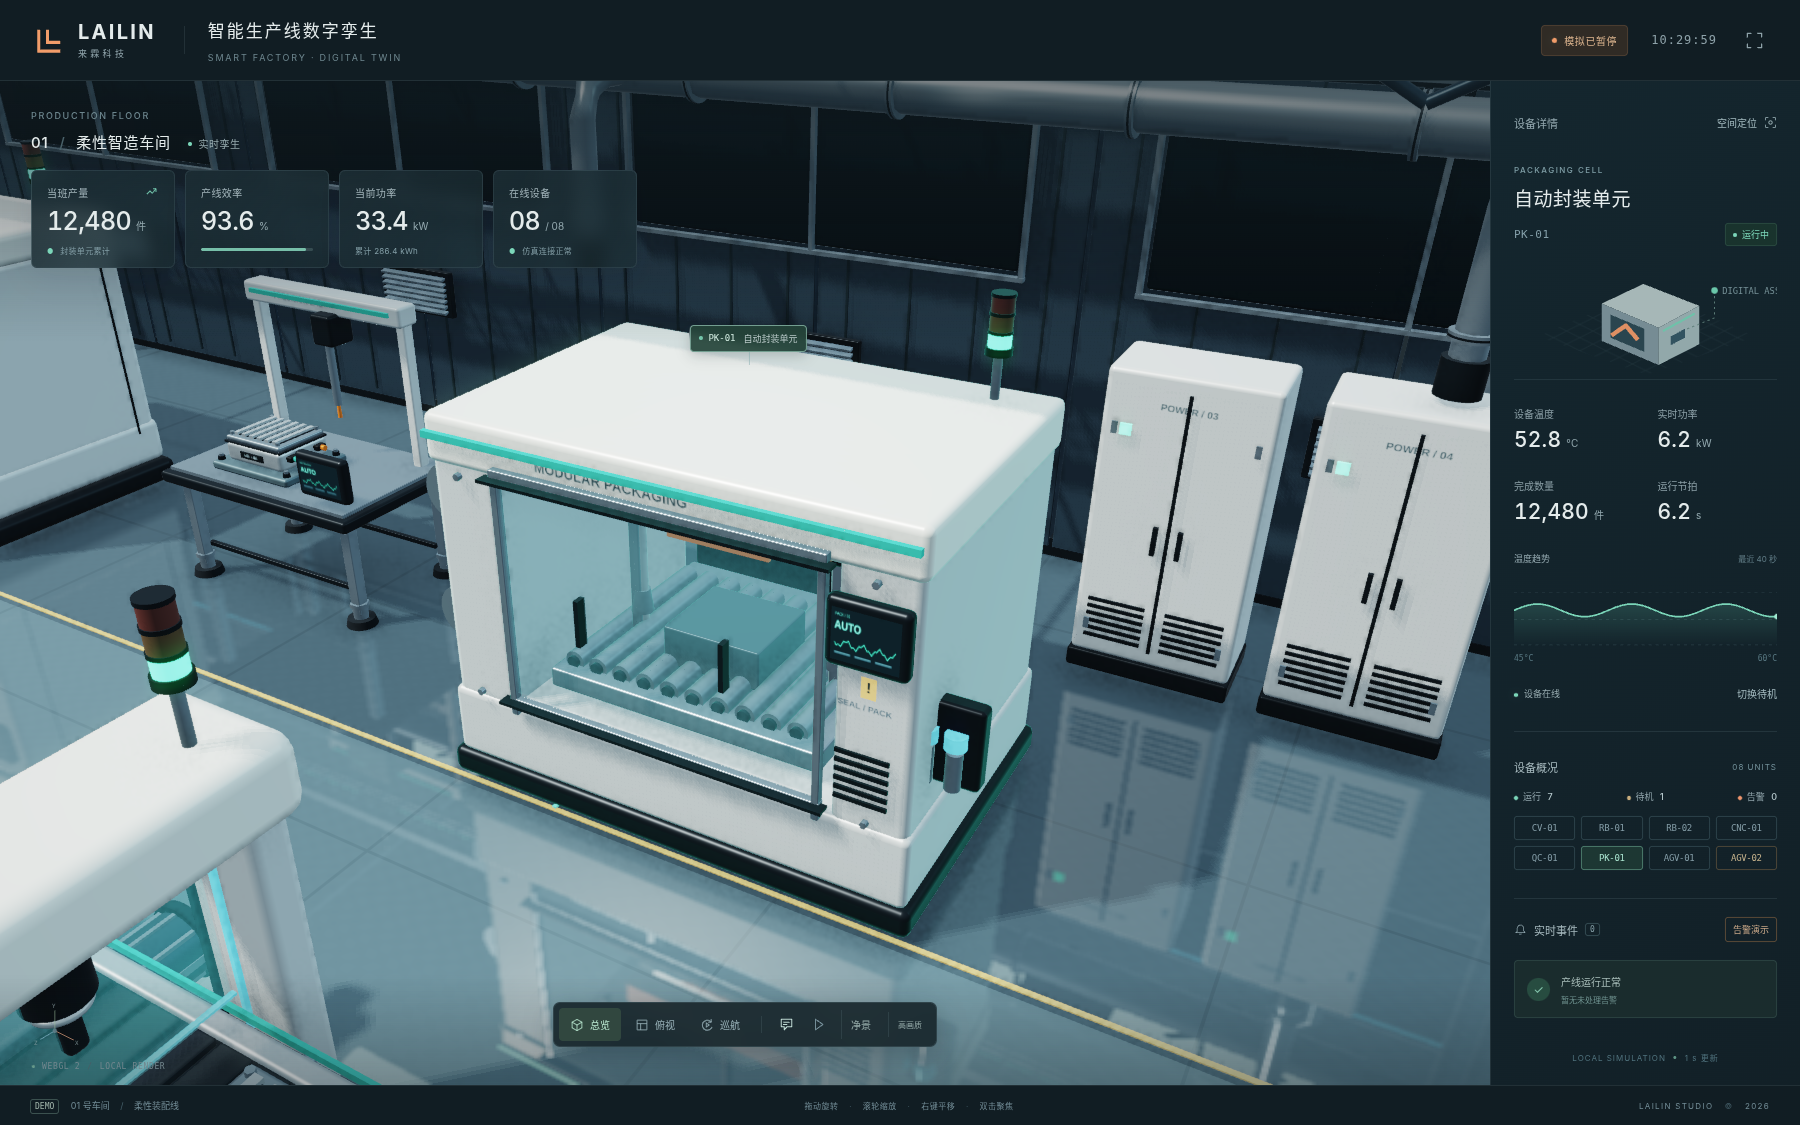 LAILIN
来霖科技
智能生产线数字孪生
SMART FACTORY · DIGITAL TWIN
模拟已暂停
10:29:59
PRODUCTION FLOOR
01 / 柔性智造车间 实时孪生
当班产量
12,480 件
封装单元累计
产线效率
93.6 %
当前功率
33.4 kW
累计 286.4 kWh
在线设备
08 / 08
仿真连接正常
PK-01 自动封装单元
MODULAR PACKAGING
AUTO
AUTO
!
SEAL / PACK
POWER / 03
POWER / 04
设备详情
空间定位
PACKAGING CELL
自动封装单元
PK-01
运行中
DIGITAL ASS
设备温度
52.8 °C
实时功率
6.2 kW
完成数量
12,480 件
运行节拍
6.2 s
温度趋势
最近 40 秒
45°C
60°C
设备在线
切换待机
设备概况
08 UNITS
运行 7
待机 1
告警 0
CV-01
RB-01
RB-02
CNC-01
QC-01
PK-01
AGV-01
AGV-02
实时事件 0
告警演示
产线运行正常
暂无未处理告警
LOCAL SIMULATION • 1 s 更新
总览
俯视
巡航
净景
高画质
Y
Z
X
WEBGL 2 LOCAL RENDER
DEMO 01 号车间 / 柔性装配线
拖动旋转 · 滚轮缩放 · 右键平移 · 双击聚焦
LAILIN STUDIO © 2026